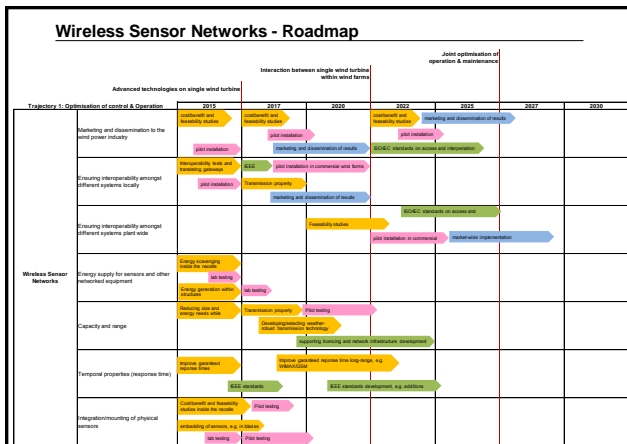 Wireless Sensor Networks - Roadmap
Joint optimisation of
operation & maintenance
Interaction between single wind turbine
within wind farms
Advanced technologies on single wind turbine
Trajectory 1: Optimisation of control & Operation
2015
2017
2020
2022
2025
2027
2030
Wireless Sensor
Networks
Marketing and dissemination to the
wind power industry
cost/benefit and
feasibility studies
cost/benefit and
feasibility studies
cost/benefit and
feasibility studies
marketing and dissemination of results
pilot installation
pilot installation
marketing and dissemination of results
ISO/IEC standards on access and interpretation
pilot installation
Ensuring interoperability amongst
different systems locally
Interoperability tests and
translating gateways
IEEE
pilot installation in commercial wind farms
pilot installation
Transmission property
marketing and dissemination of results
Ensuring interoperability amongst
different systems plant wide
ISO/IEC standards on access and
Feasability studies
pilot installation in commercial
market-wide implementation
Energy supply for sensors and other
networked equipment
Energy scavenging
inside the nacelle
lab testing
Energy generation within
structures
lab testing
Capacity and range
Reducing size and
energy needs while
Transmission property
Pilot testing
Developing/selecting weather-
robust transmission technology
supporting licencing and network infrastructure development
Temporal properties (response time)
Improve garanteed
reponse times
Improve garanteed reponse time long-range, e.g.
WIMAX/GSM
IEEE standards
IEEE standards development, e.g. additions
Integration/mounting of physical
sensors
Cost/benefit and feasibility
studies inside the nacelle
Pilot testing
embedding of sensors, e.g. in blades
lab testing
Pilot testing